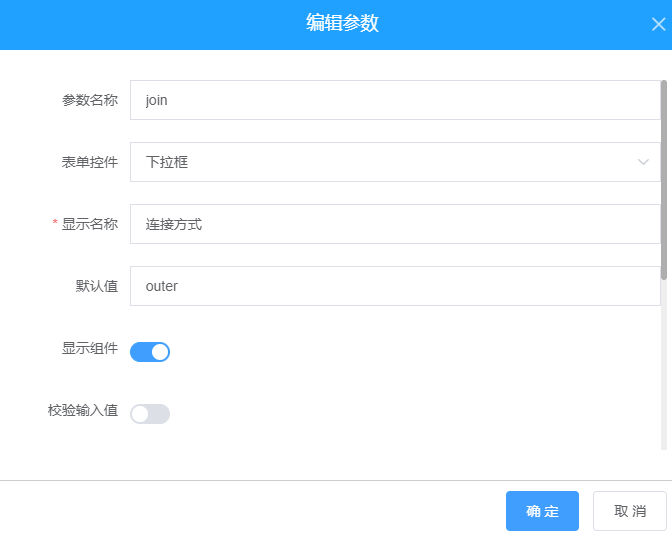 编辑参数
参数名称 join
表单控件 下拉框
* 显示名称 连接方式
默认值 outer
显示组件
校验输入值
确定 取消